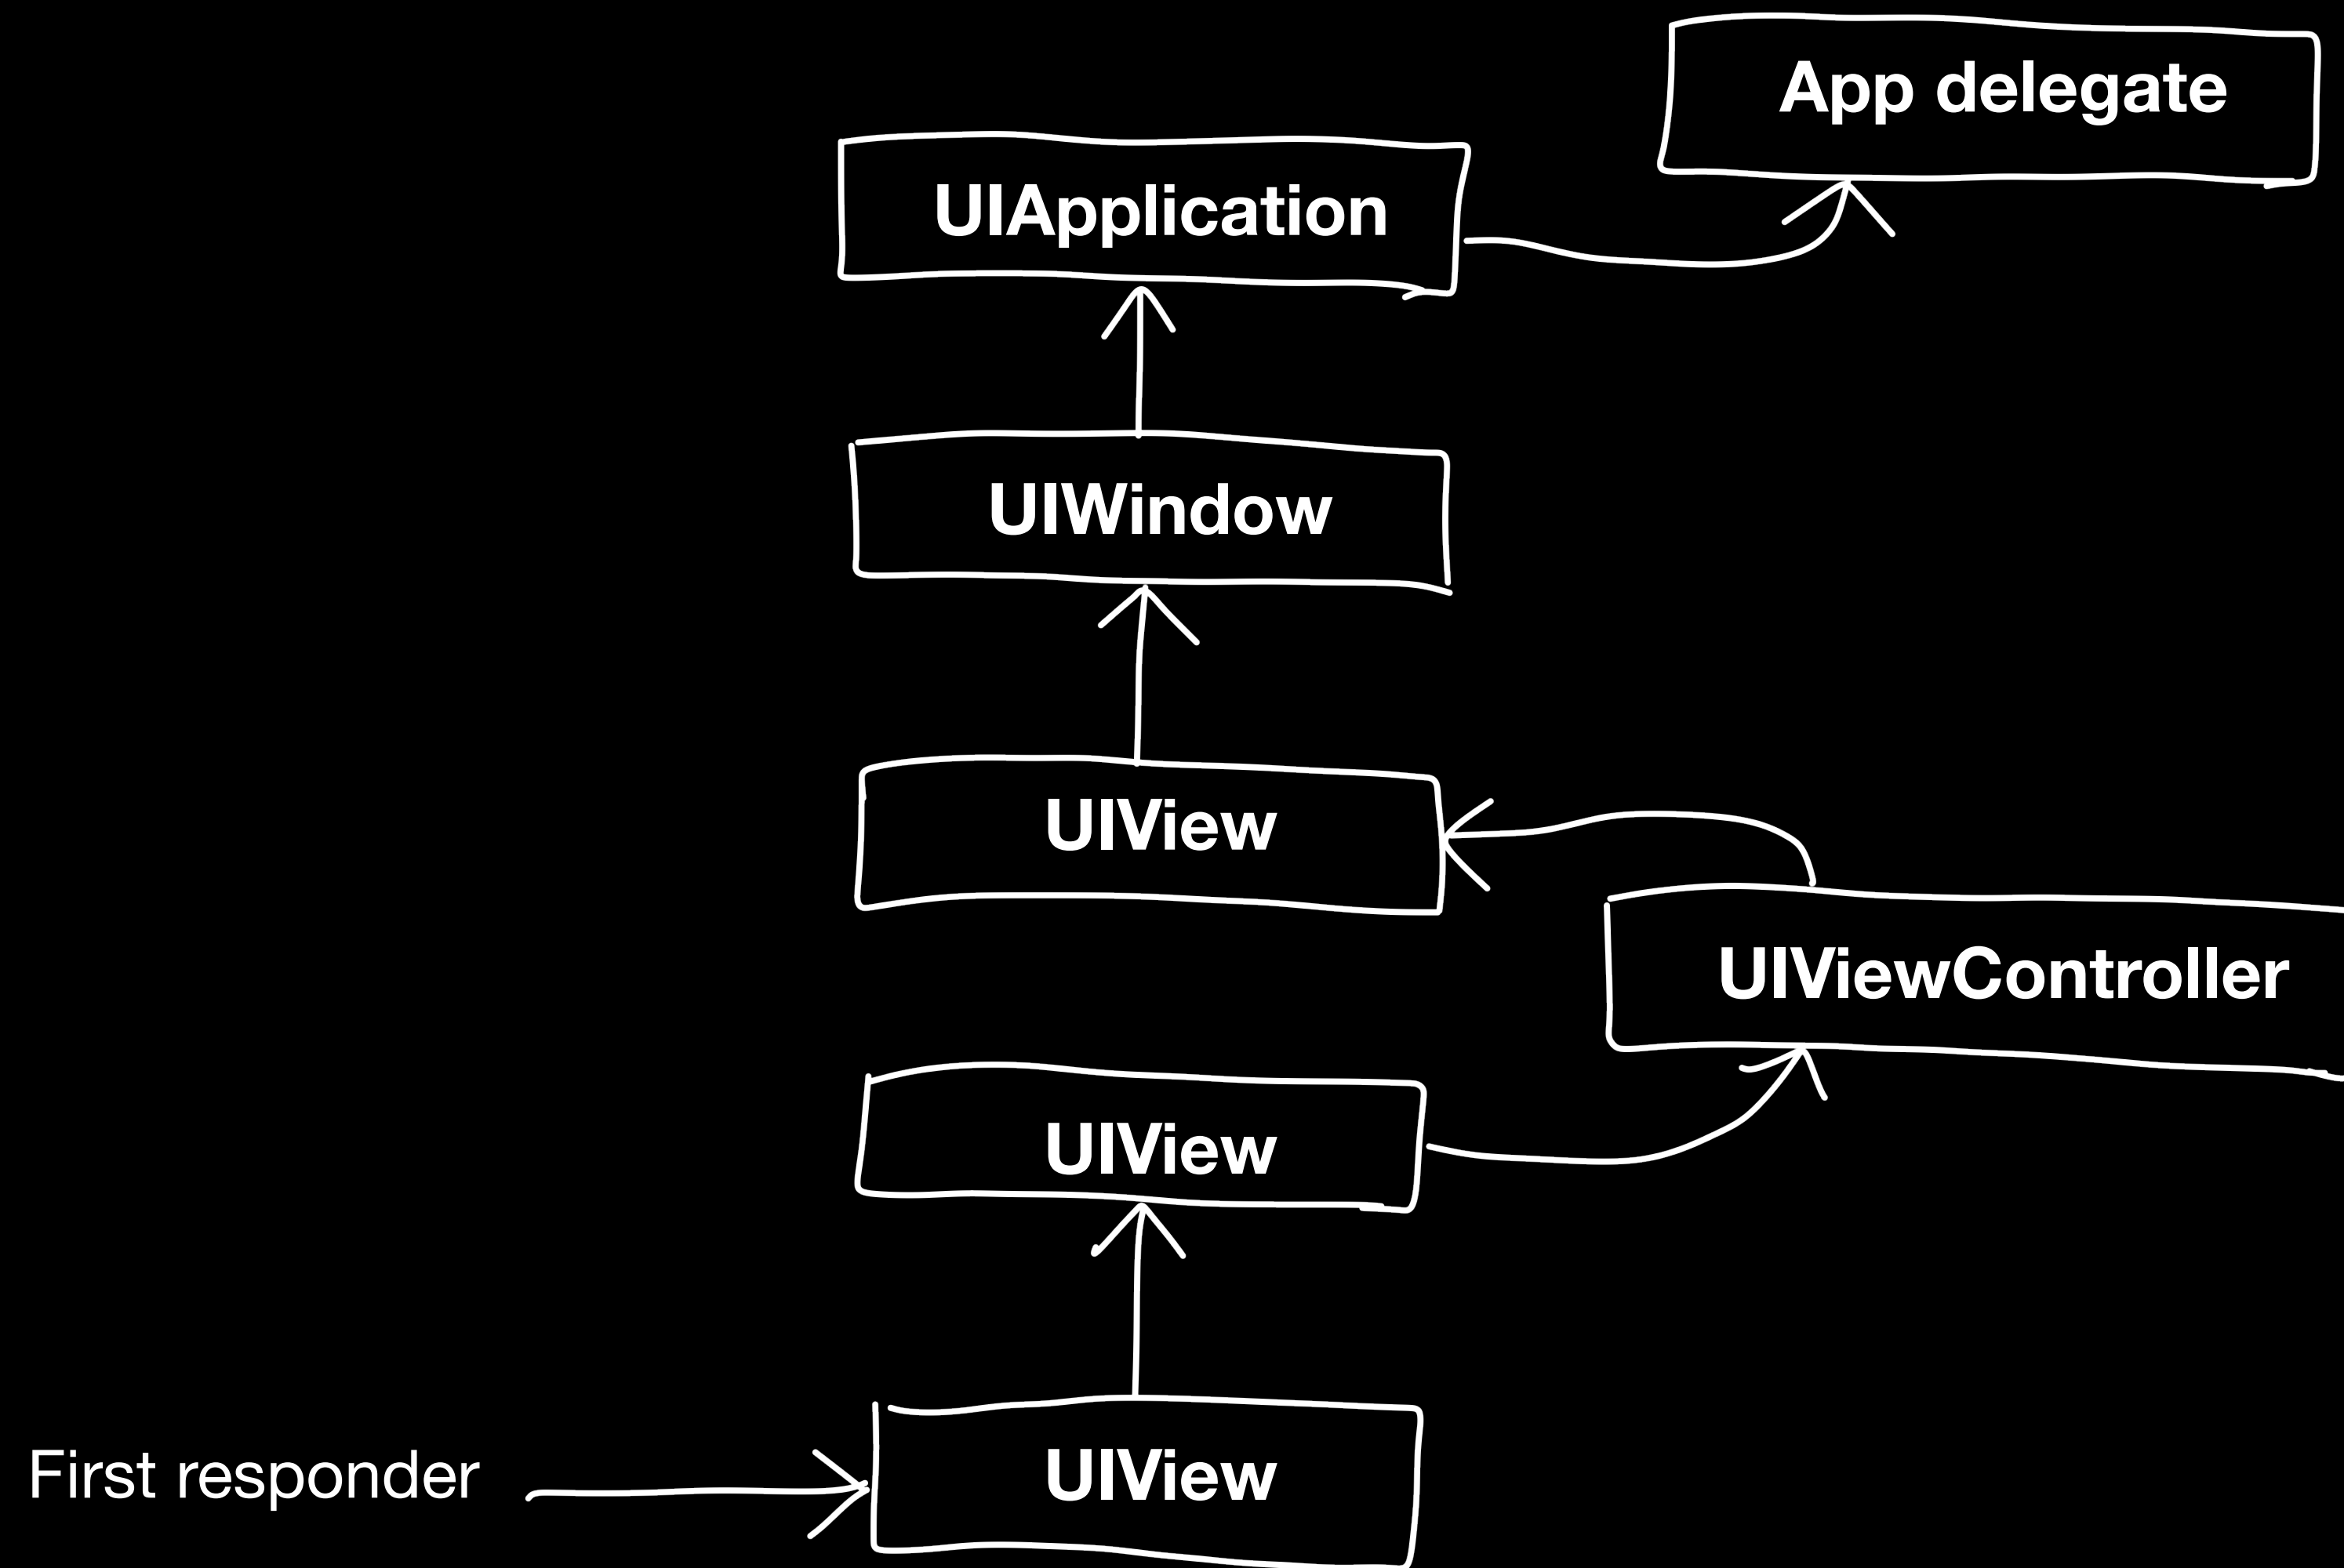 App delegate
UIApplication
UIWindow
UIView
UIViewController
UIView
First responder
UIView